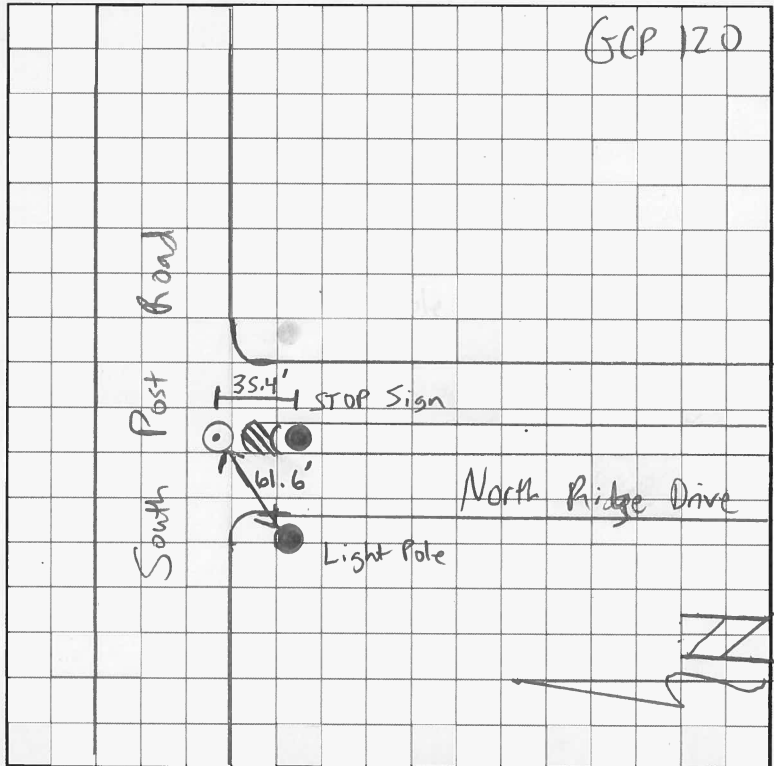 GCP 120
South Post Road
35.4'
STOP Sign
61.6'
North Ridge Drive
Light Pole
N